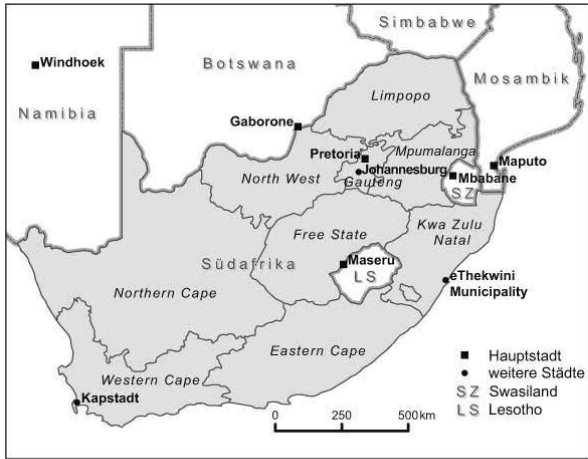 Simbabwe
Windhoek
Botswana
Mosambik
Namibia
Limpopo
Gaborone
Pretoria
Mpumalanga
Maputo
Johannesburg
Mbabane
North West
Gauteng
SZ
Free State
Kwa Zulu
Natal
Maseru
Südafrika
LS
eThekwini
Municipality
Northern Cape
Eastern Cape
Western Cape
Kapstadt
Hauptstadt
weitere Städte
SZ Swasiland
LS Lesotho
0 250 500 km